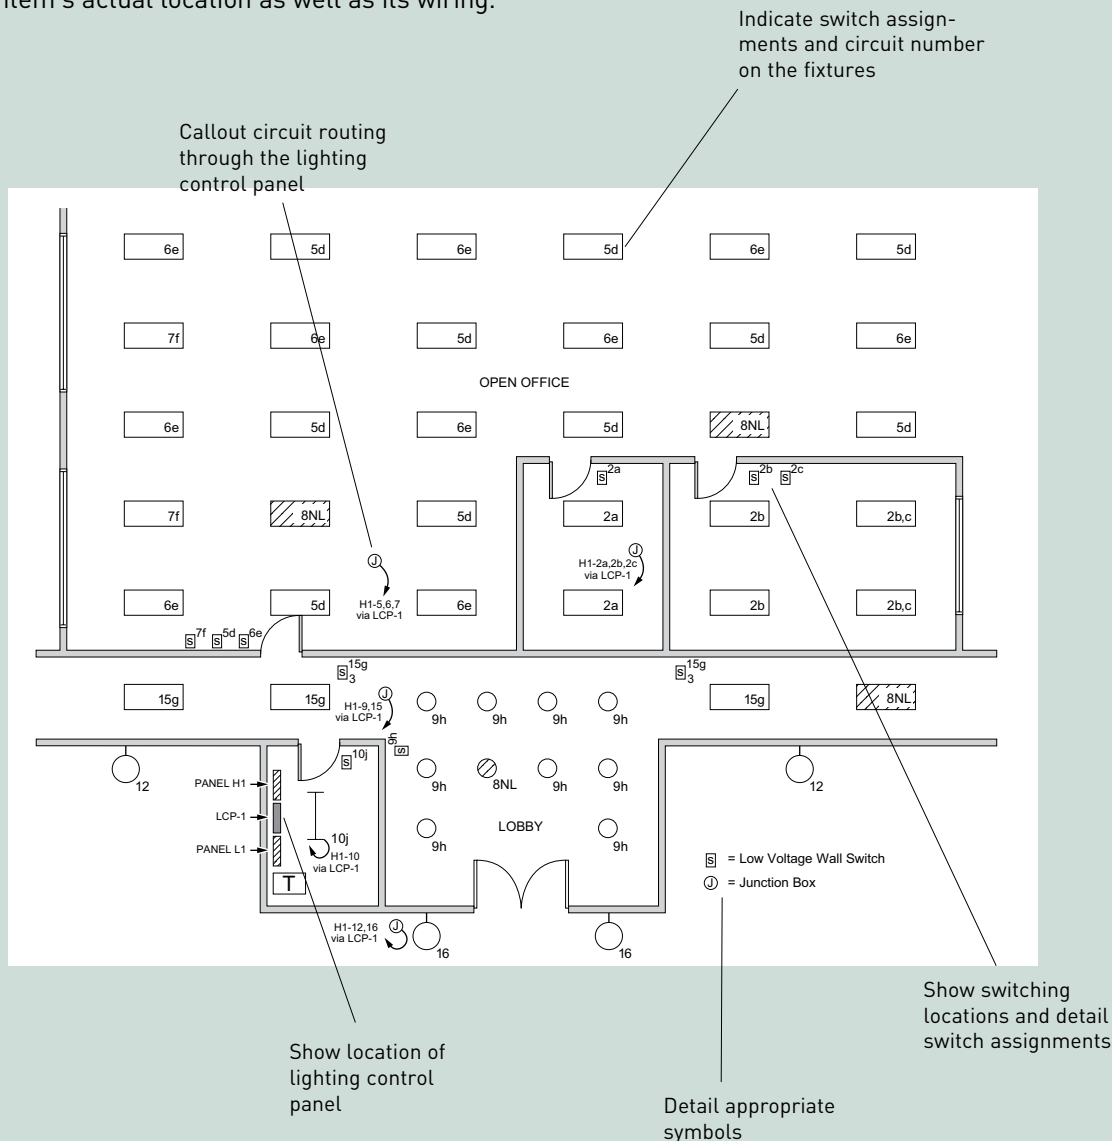 item's actual location as well as its wiring.
Indicate switch assign-
ments and circuit number
on the fixtures
Callout circuit routing
through the lighting
control panel
6e
5d
6e
5d
6e
5d
7f
6e
5d
6e
5d
6e
OPEN OFFICE
6e
5d
6e
5d
8NL
5d
S 2a
S 2b
S 2c
7f
8NL
5d
2a
2b
2b,c
J
H1-5,6,7
via LCP-1
J
H1-2a,2b,2c
via LCP-1
6e
5d
6e
2a
2b
2b,c
S 7f
S 5d
S 6e
S 15g
3
S 15g
3
15g
15g
15g
8NL
J
H1-9,15
via LCP-1
9h
9h
9h
9h
S 9h
S 10j
12
9h
8NL
9h
9h
12
PANEL H1
LCP-1
PANEL L1
10j
H1-10
via LCP-1
T
LOBBY
9h
9h
S = Low Voltage Wall Switch
J = Junction Box
H1-12,16
via LCP-1
J
16
16
Show switching
locations and detail
switch assignments
Show location of
lighting control
panel
Detail appropriate
symbols